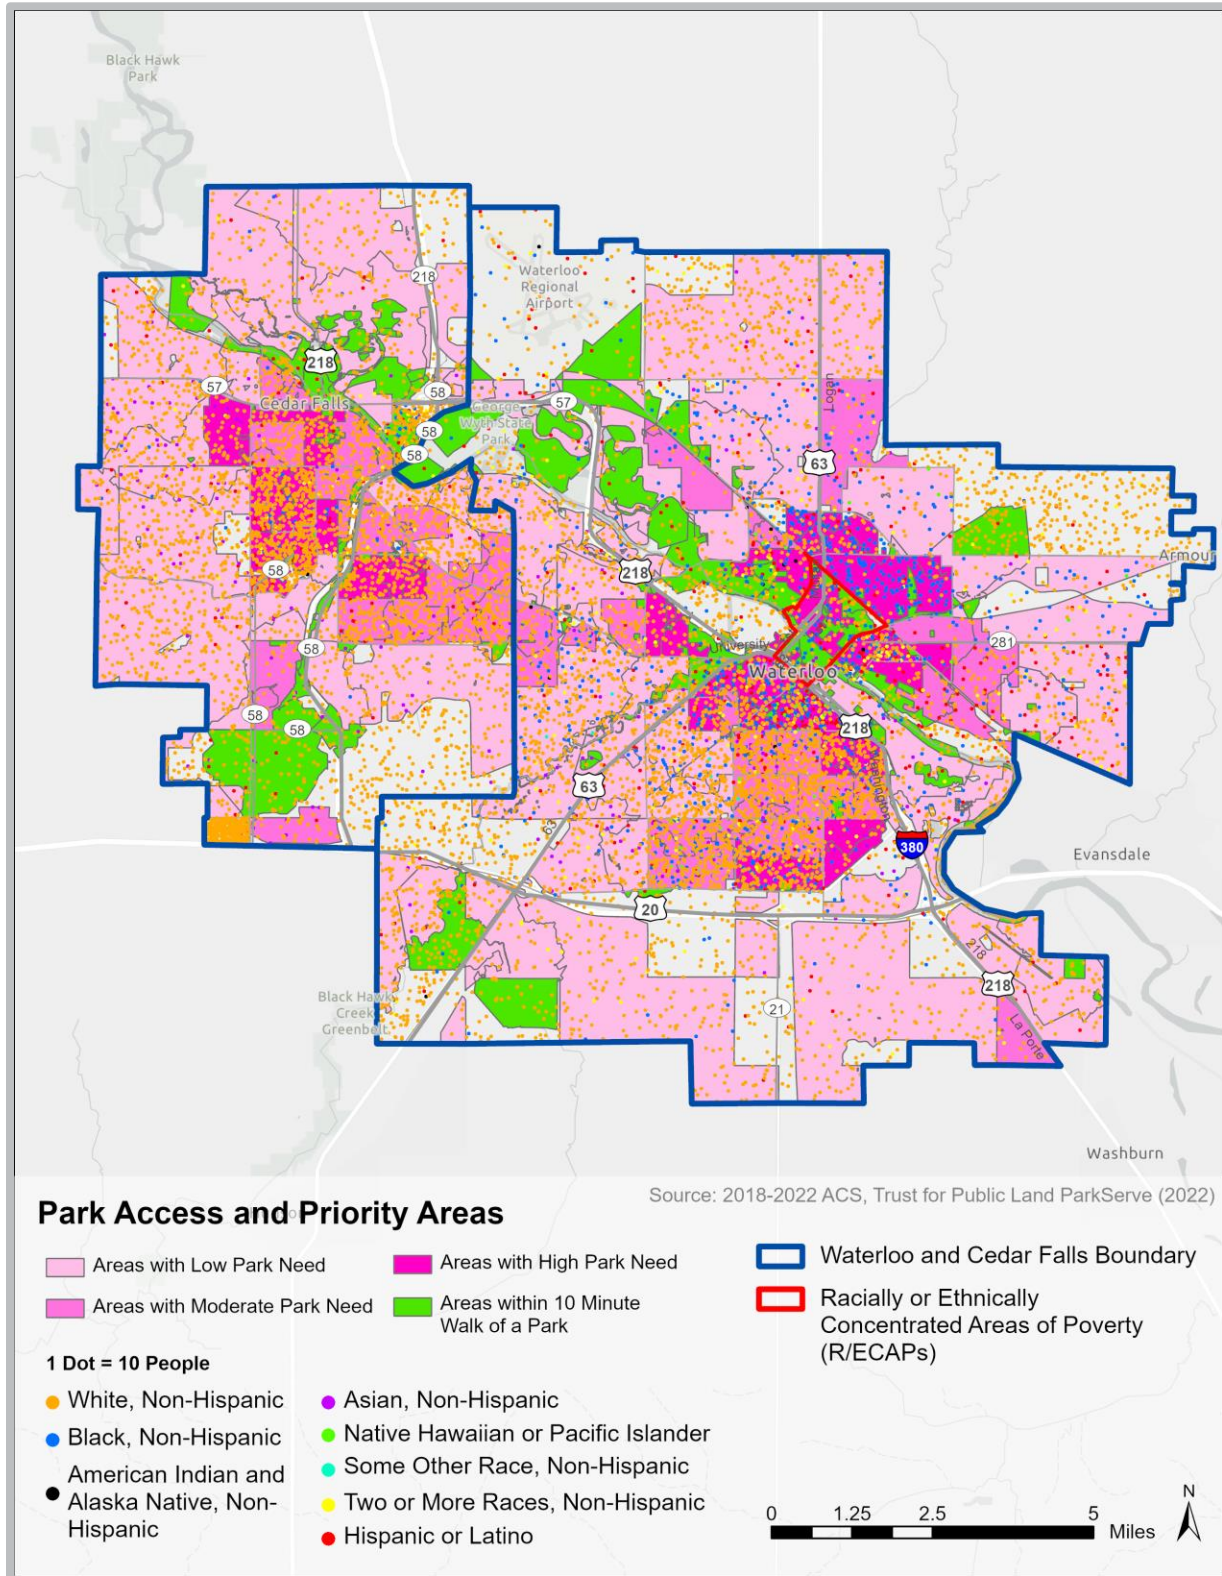 Black Hawk
Park
218
Waterloo
Regional
Airport
218
57
58
57
Cedar Falls
George
Wyth State
Park
58
58
Logan
63
218
58
Armour
281
58
University
Waterloo
58
58
218
63
Washington
63
380
Evansdale
20
218
218
Black Hawk
Creek
Greenbelt
21
La Porte
Washburn
Park Access and Priority Areas
Source: 2018-2022 ACS, Trust for Public Land ParkServe (2022)
Areas with Low Park Need
Areas with High Park Need
Waterloo and Cedar Falls Boundary
Areas with Moderate Park Need
Areas within 10 Minute
Walk of a Park
Racially or Ethnically
Concentrated Areas of Poverty
(R/ECAPs)
1 Dot = 10 People
White, Non-Hispanic
Black, Non-Hispanic
American Indian and
Alaska Native, Non-
Hispanic
Asian, Non-Hispanic
Native Hawaiian or Pacific Islander
Some Other Race, Non-Hispanic
Two or More Races, Non-Hispanic
Hispanic or Latino
0 1.25 2.5 5
Miles
N